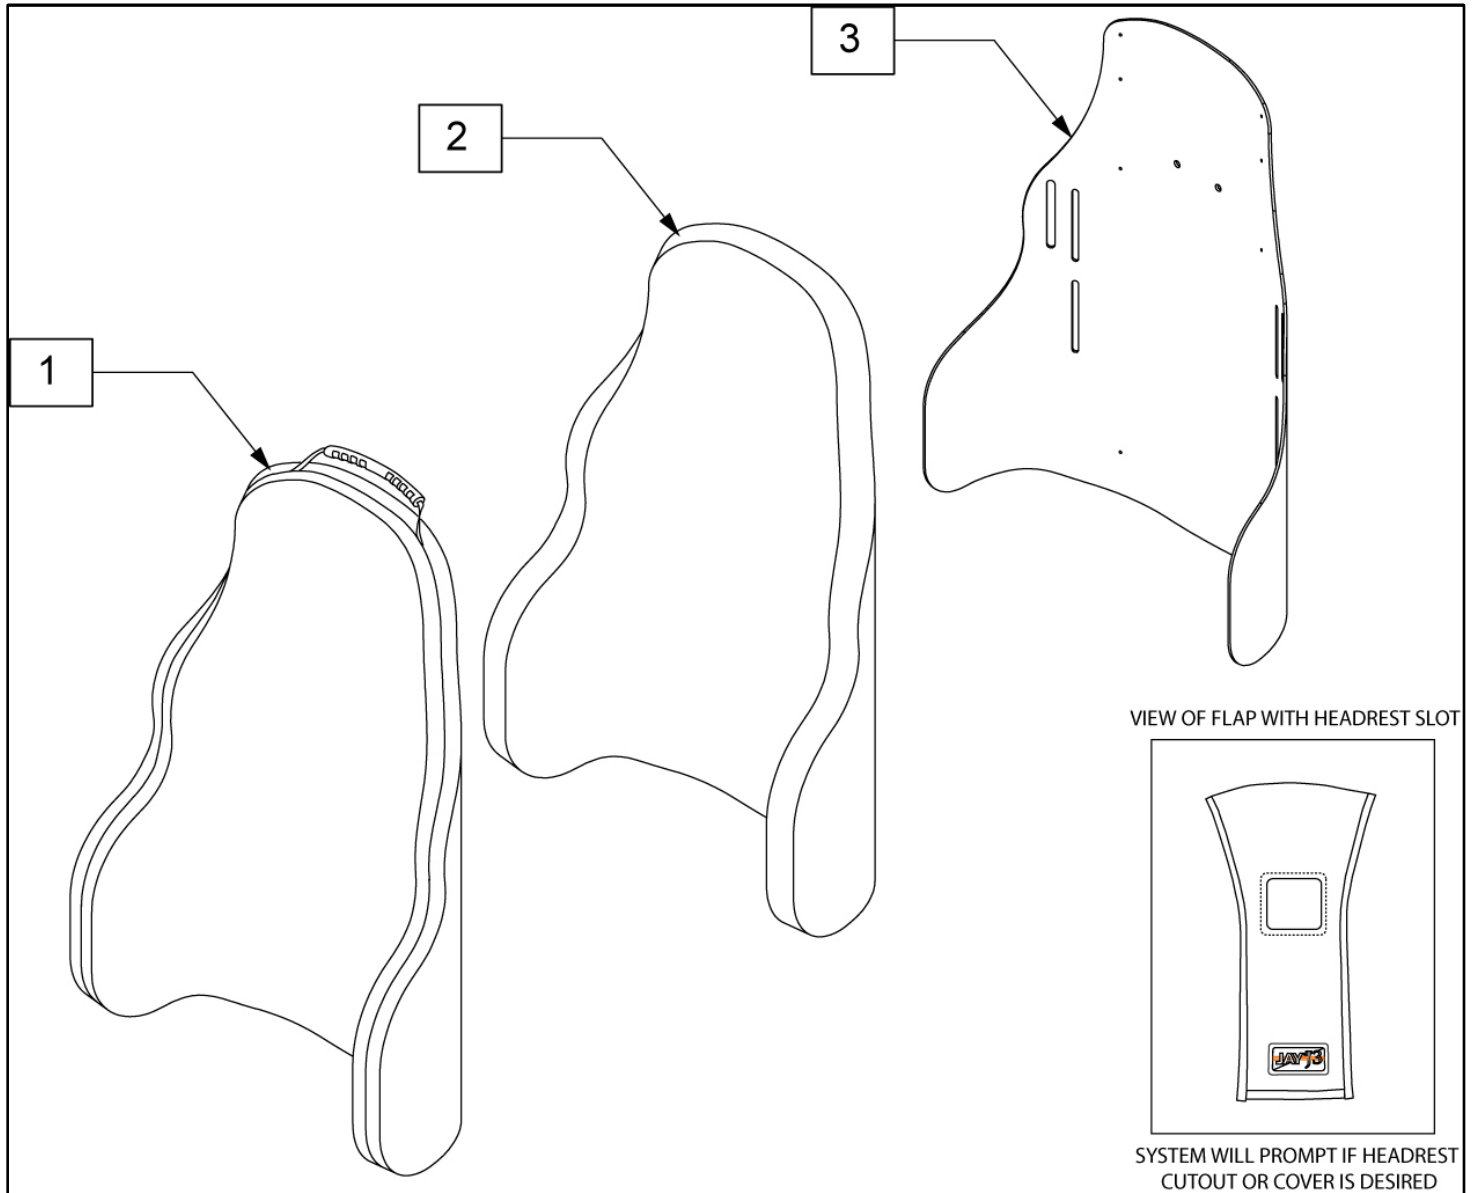 3
2
1
VIEW OF FLAP WITH HEADREST SLOT
JAY J3
SYSTEM WILL PROMPT IF HEADREST
CUTOUT OR COVER IS DESIRED